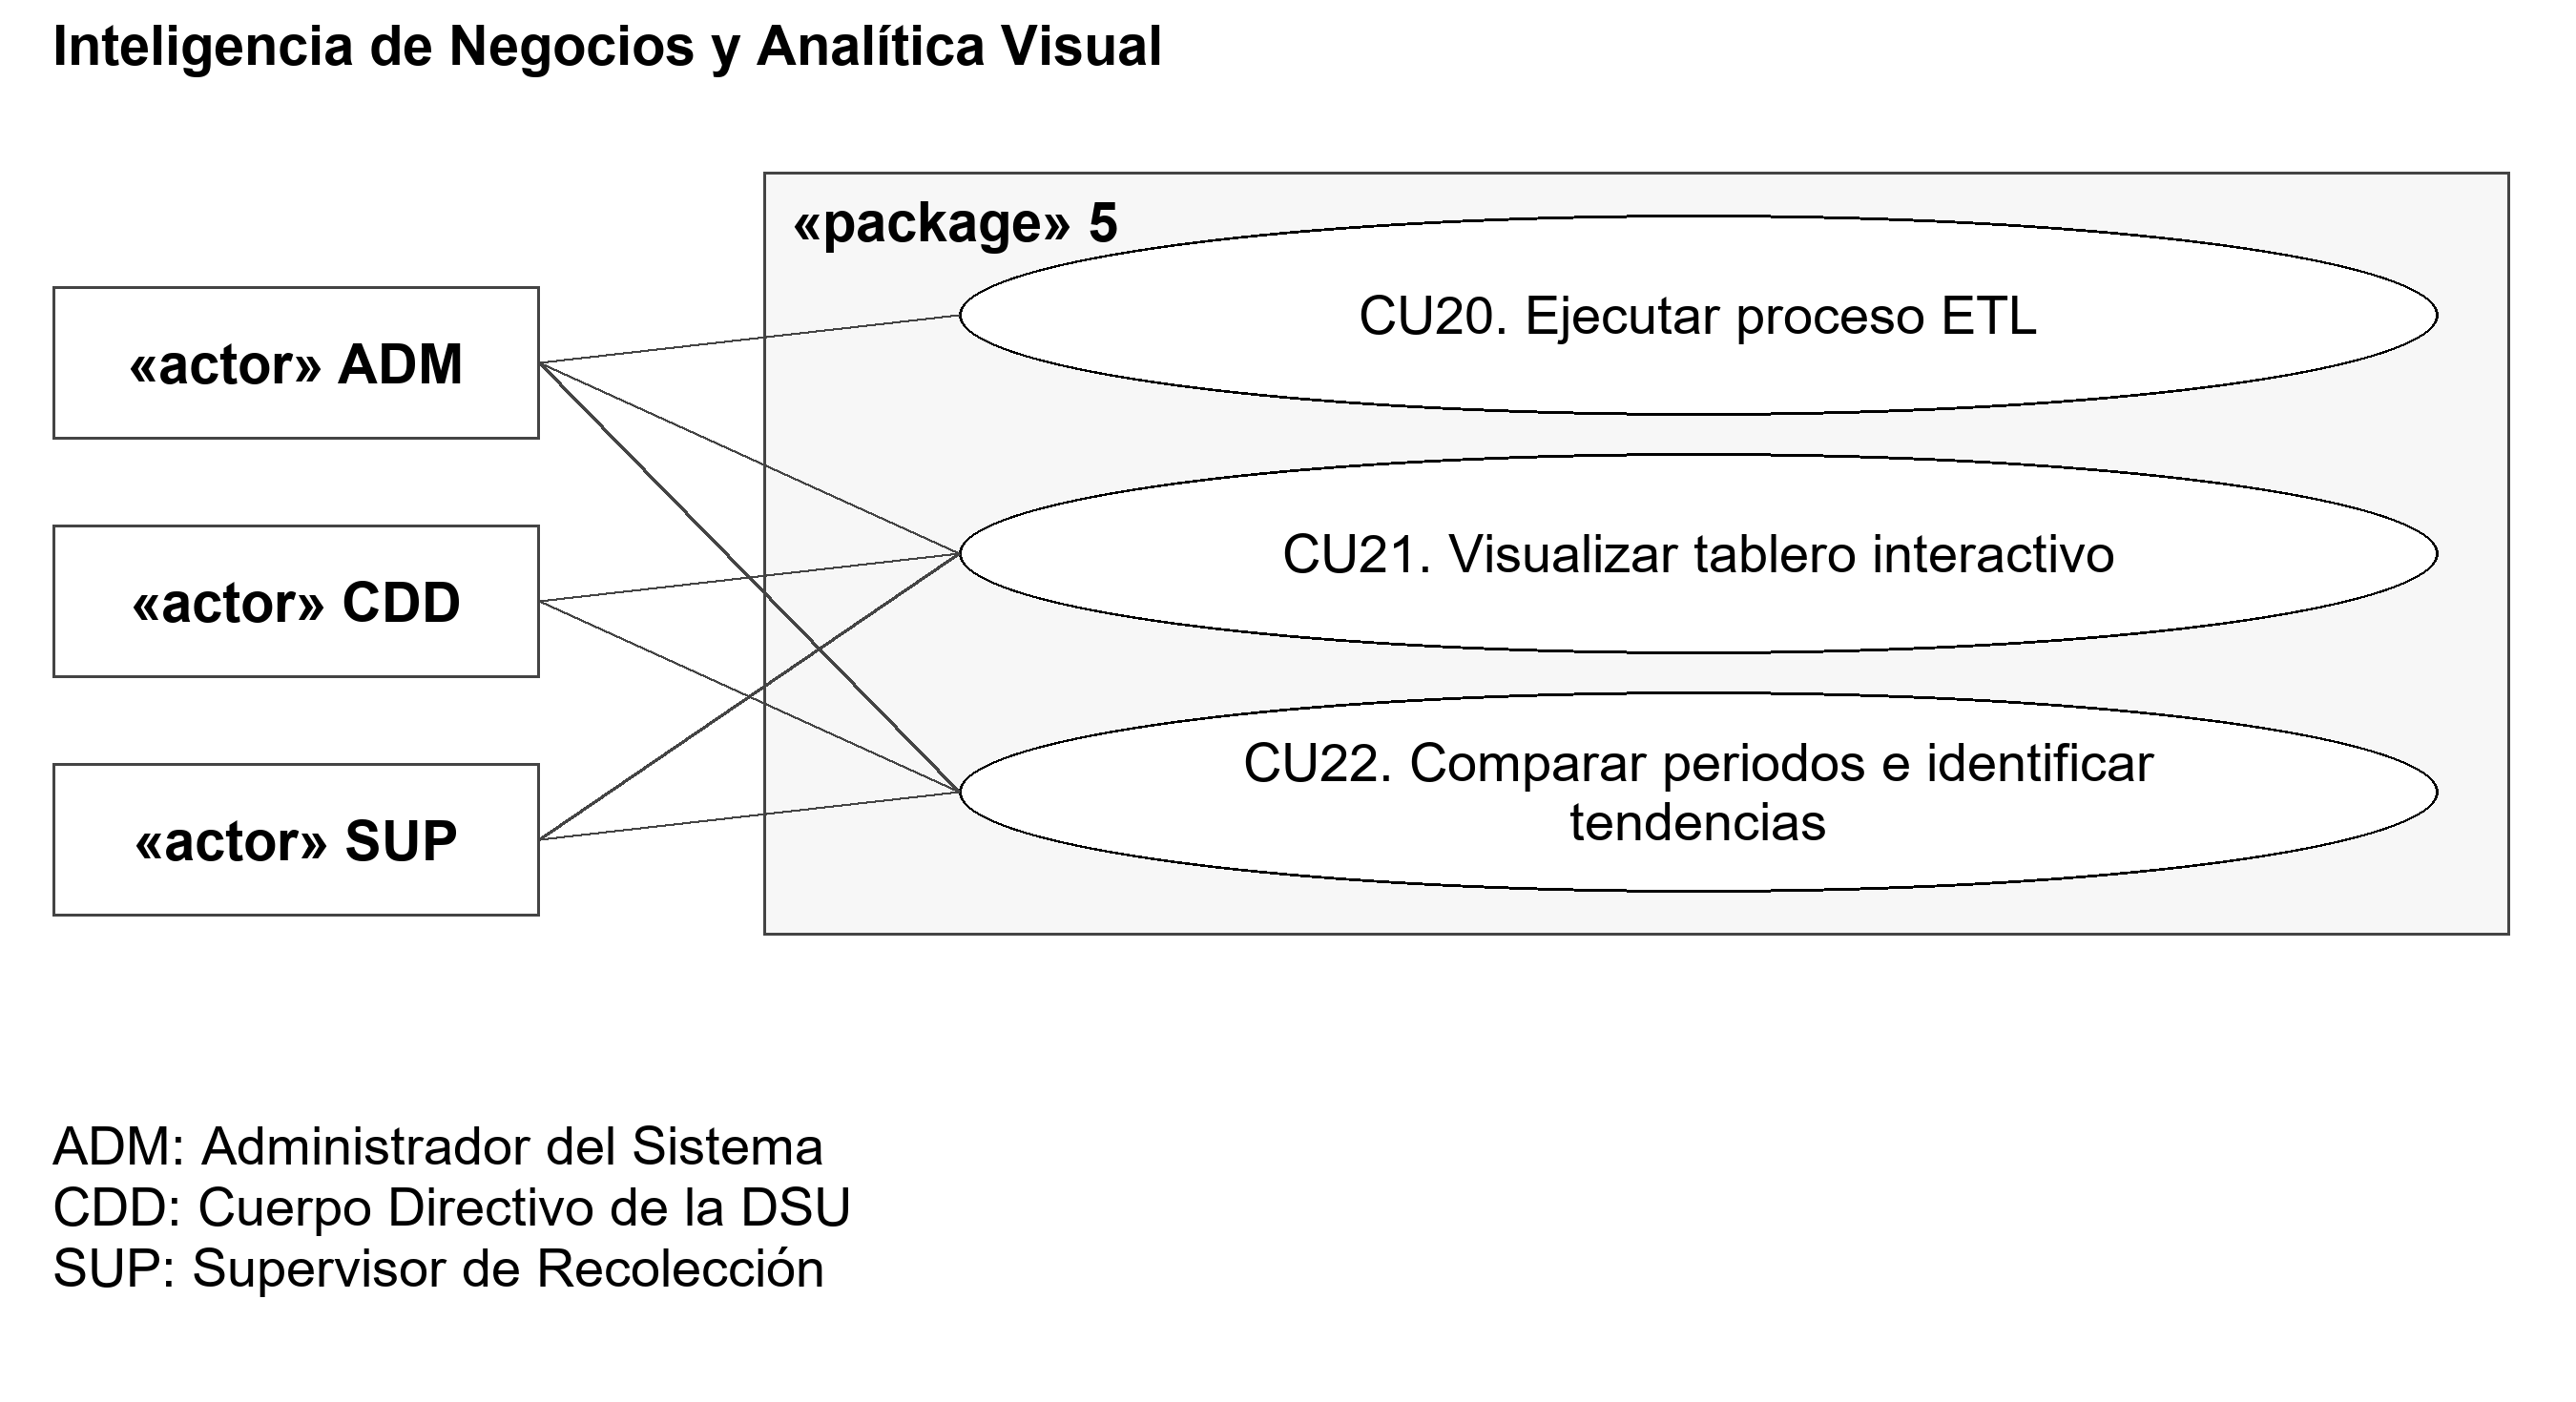 Inteligencia de Negocios y Analítica Visual
«package» 5
CU20. Ejecutar proceso ETL
«actor» ADM
CU21. Visualizar tablero interactivo
«actor» CDD
CU22. Comparar periodos e identificar
tendencias
«actor» SUP
ADM: Administrador del Sistema
CDD: Cuerpo Directivo de la DSU
SUP: Supervisor de Recolección